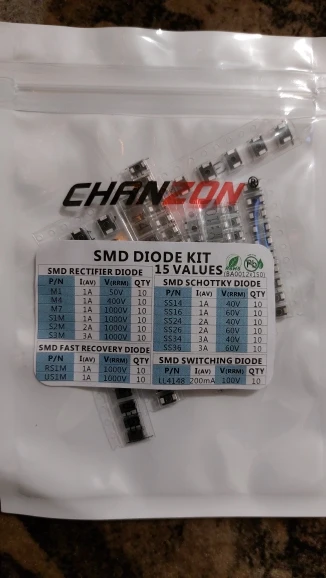 CHANZON®
SMD DIODE KIT
15 VALUES
RoHS Pb
(BA0012x150)
SMD RECTIFIER DIODE
P/N I(AV) V(RRM) QTY
M1 1A 50V 10
M4 1A 400V 10
M7 1A 1000V 10
S1M 1A 1000V 10
S2M 2A 1000V 10
S3M 3A 1000V 10
SMD SCHOTTKY DIODE
P/N I(AV) V(RRM) QTY
SS14 1A 40V 10
SS16 1A 60V 10
SS24 2A 40V 10
SS26 2A 60V 10
SS34 3A 40V 10
SS36 3A 60V 10
SMD FAST RECOVERY DIODE
P/N I(AV) V(RRM) QTY
RS1M 1A 1000V 10
US1M 1A 1000V 10
SMD SWITCHING DIODE
P/N I(AV) V(RRM) QTY
LL4148 200mA 100V 10